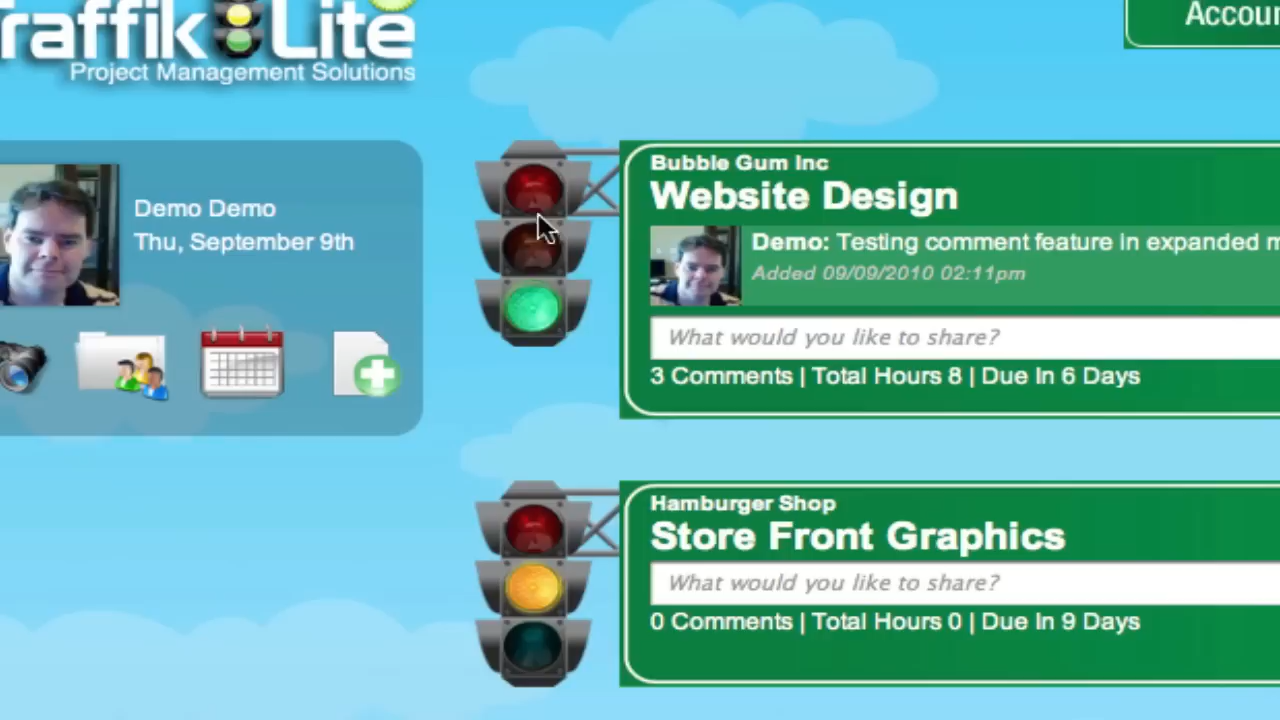 raffik Lite
Project Management Solutions
Accoun
Demo Demo
Thu, September 9th
Bubble Gum Inc
Website Design
Demo: Testing comment feature in expanded m
Added 09/09/2010 02:11pm
What would you like to share?
3 Comments | Total Hours 8 | Due In 6 Days
Hamburger Shop
Store Front Graphics
What would you like to share?
0 Comments | Total Hours 0 | Due In 9 Days